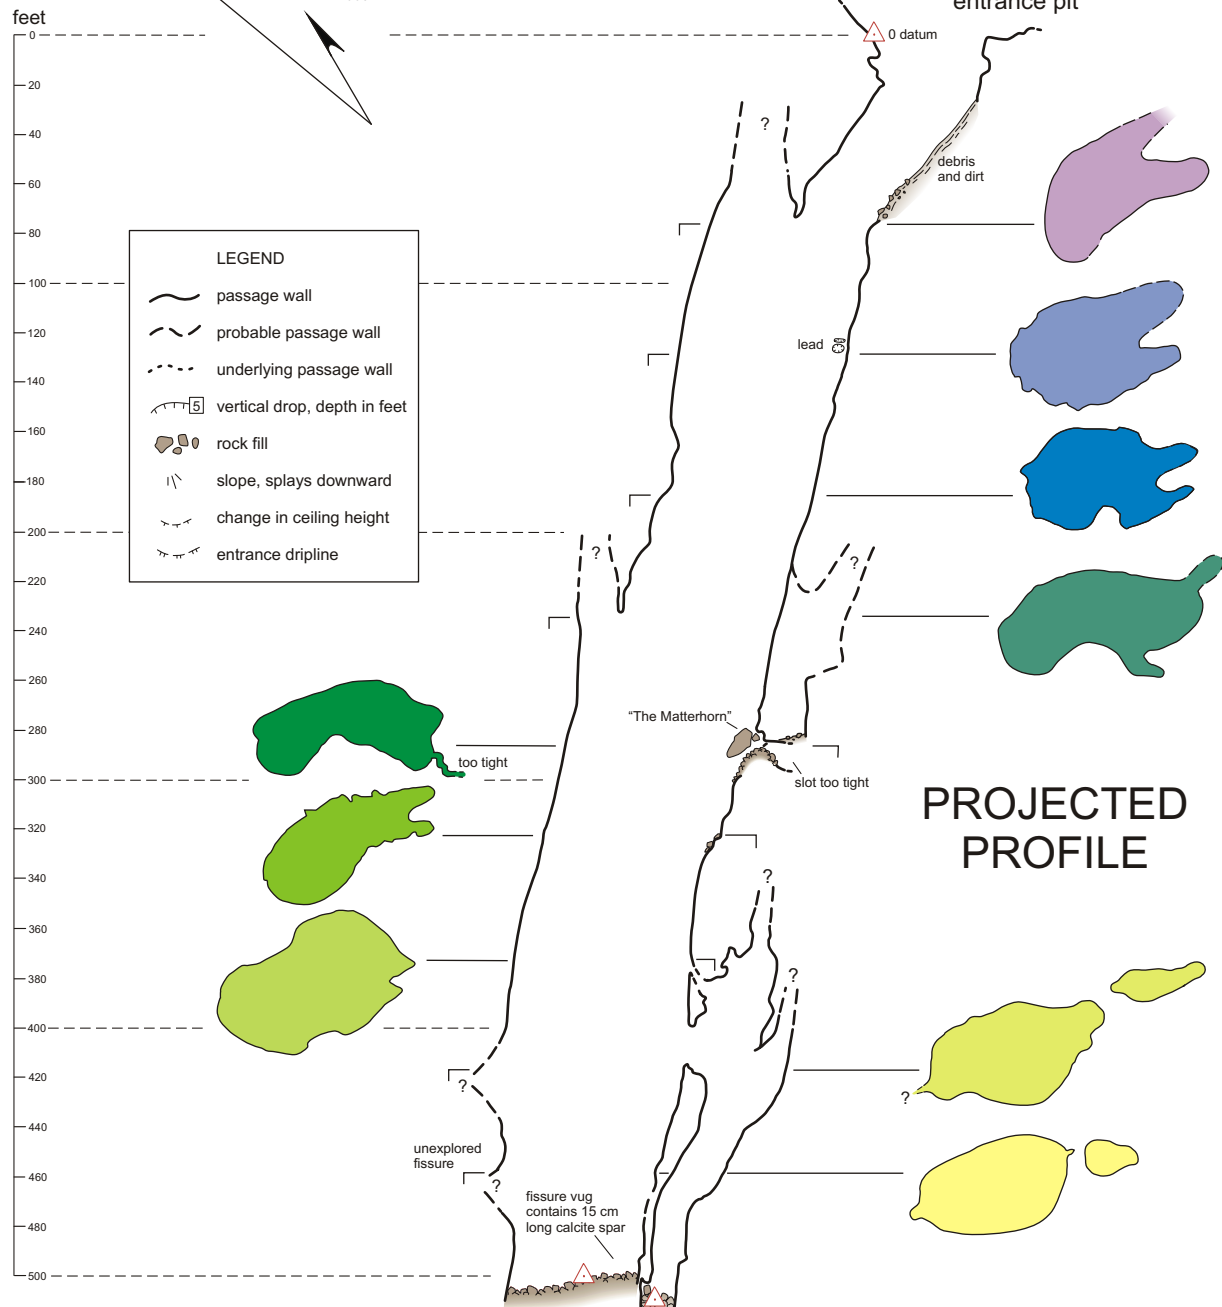 feet
entrance pit
0
0 datum
20
40
?
60
debris
and dirt
80
LEGEND
passage wall
probable passage wall
underlying passage wall
5
vertical drop, depth in feet
rock fill
slope, splays downward
change in ceiling height
entrance dripline
100
120
lead
140
160
180
200
?
?
220
240
260
"The Matterhorn"
280
too tight
slot too tight
300
PROJECTED
PROFILE
320
340
?
360
380
?
400
420
?
?
440
unexplored
fissure
460
?
fissure vug
contains 15 cm
long calcite spar
480
500